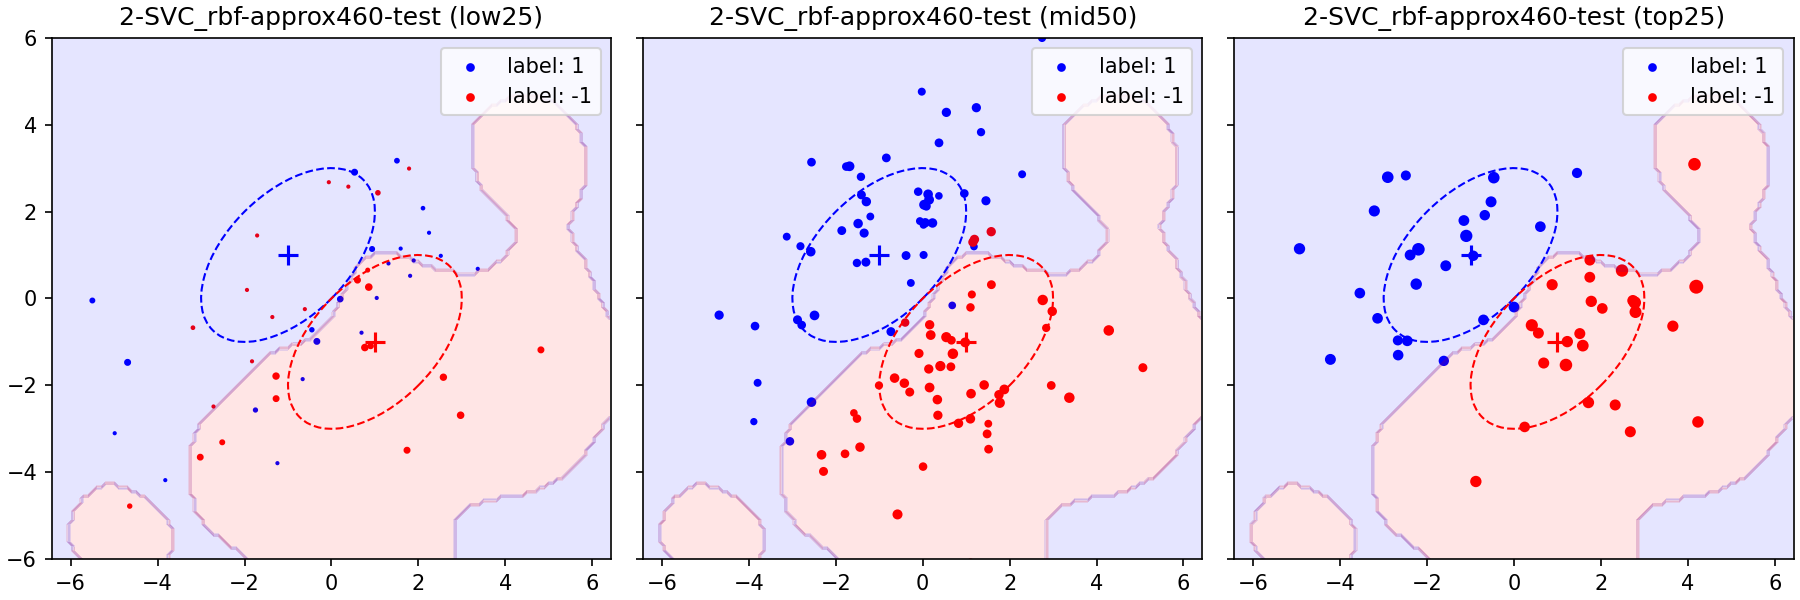 2-SVC_rbf-approx460-test (low25)
2-SVC_rbf-approx460-test (mid50)
2-SVC_rbf-approx460-test (top25)
label: 1
label: -1
label: 1
label: -1
label: 1
label: -1
6
4
2
0
−2
−4
−6
−6 −4 −2 0 2 4 6
−6 −4 −2 0 2 4 6
−6 −4 −2 0 2 4 6